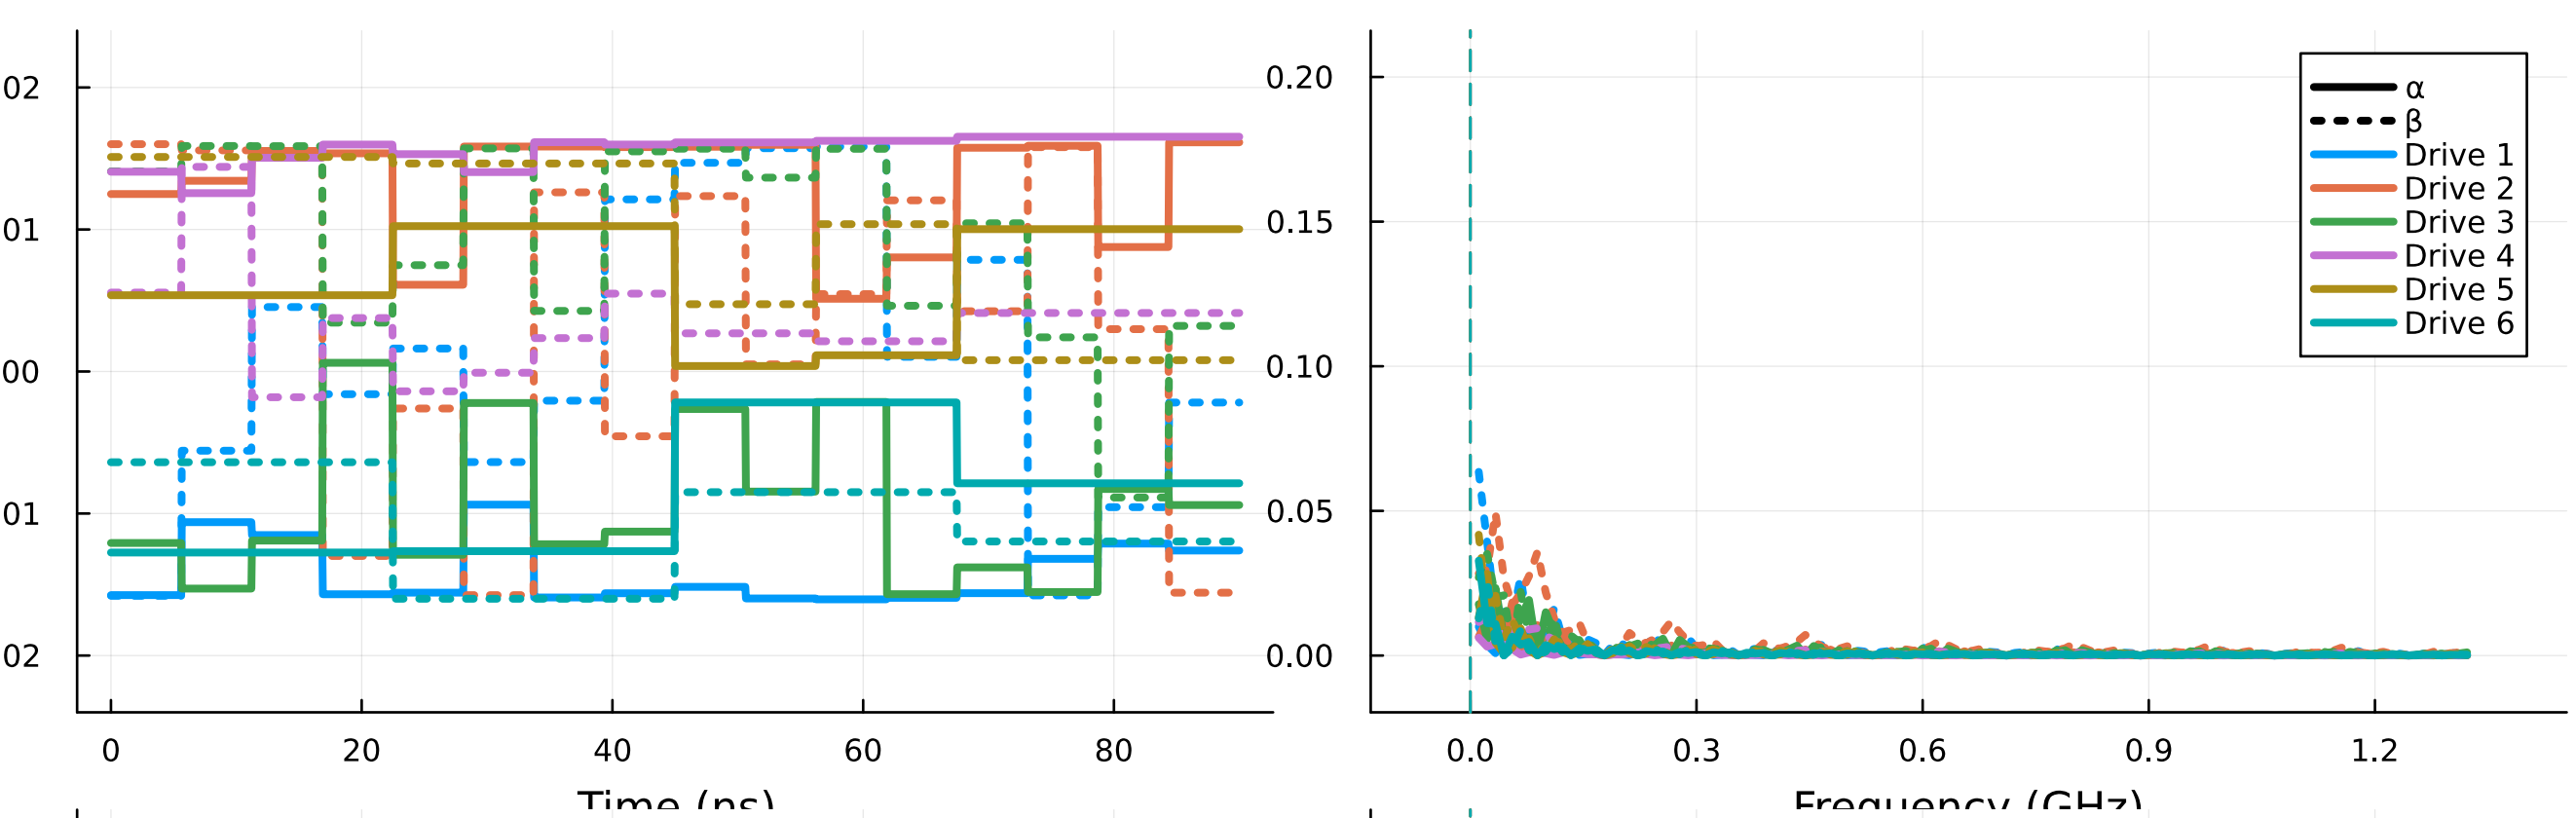 02
01
00
01
02
0 20 40 60 80
Time (ns)
0.20
0.15
0.10
0.05
0.00
0.0 0.3 0.6 0.9 1.2
Frequency (GHz)
α
β
Drive 1
Drive 2
Drive 3
Drive 4
Drive 5
Drive 6